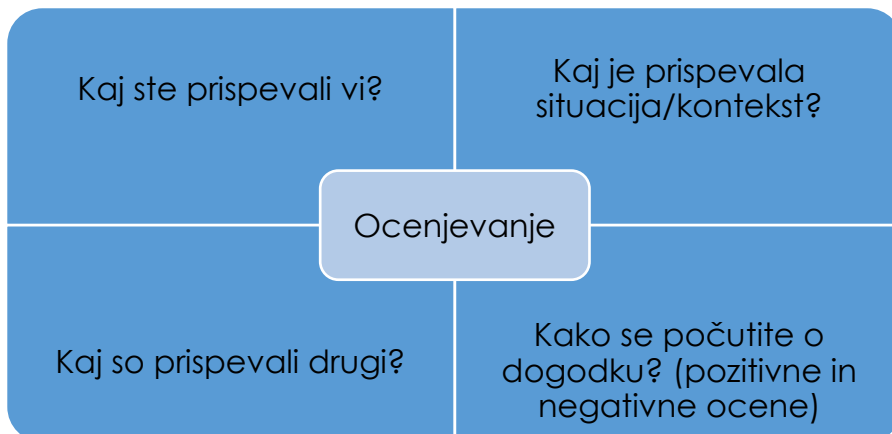 Kaj ste prispevali vi?
Kaj je prispevala
situacija/kontekst?
Ocenjevanje
Kaj so prispevali drugi?
Kako se počutite o
dogodku? (pozitivne in
negativne ocene)